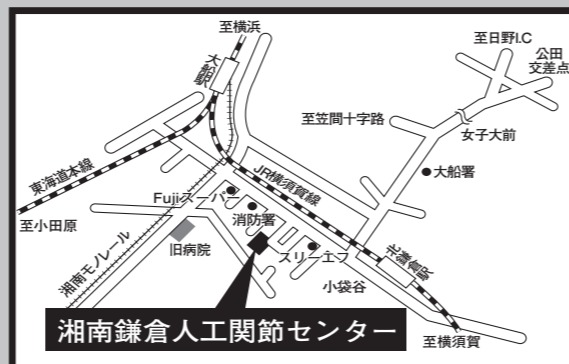 至横浜
大船駅
至日野I.C
公田
交差点
至笠間十字路
女子大前
大船署
東海道本線
JR横須賀線
Fujiスーパー
消防署
至小田原
旧病院
スリーエフ
北鎌倉駅
湘南モノレール
小袋谷
湘南鎌倉人工関節センター
至横須賀